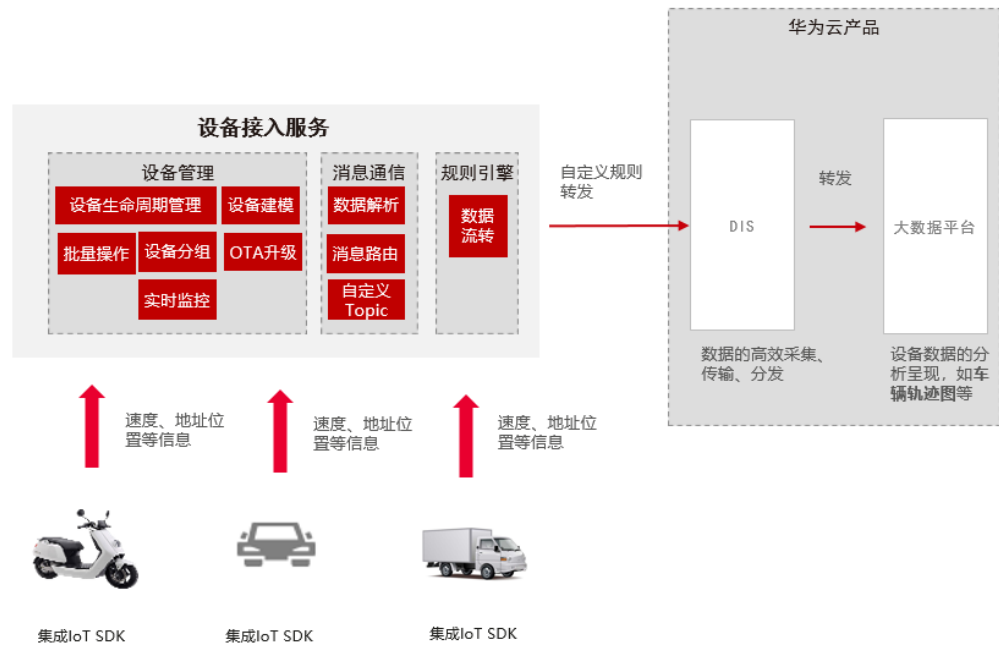 华为云产品
设备接入服务
设备管理
设备生命周期管理
设备建模
批量操作
设备分组
OTA升级
实时监控
消息通信
数据解析
消息路由
自定义
Topic
规则引擎
数据
流转
自定义规则
转发
DIS
转发
大数据平台
数据的高效采集、
传输、分发
设备数据的分
析呈现，如车
辆轨迹图等
速度、地址位
置等信息
速度、地址位
置等信息
速度、地址位
置等信息
集成IoT SDK
集成IoT SDK
集成IoT SDK